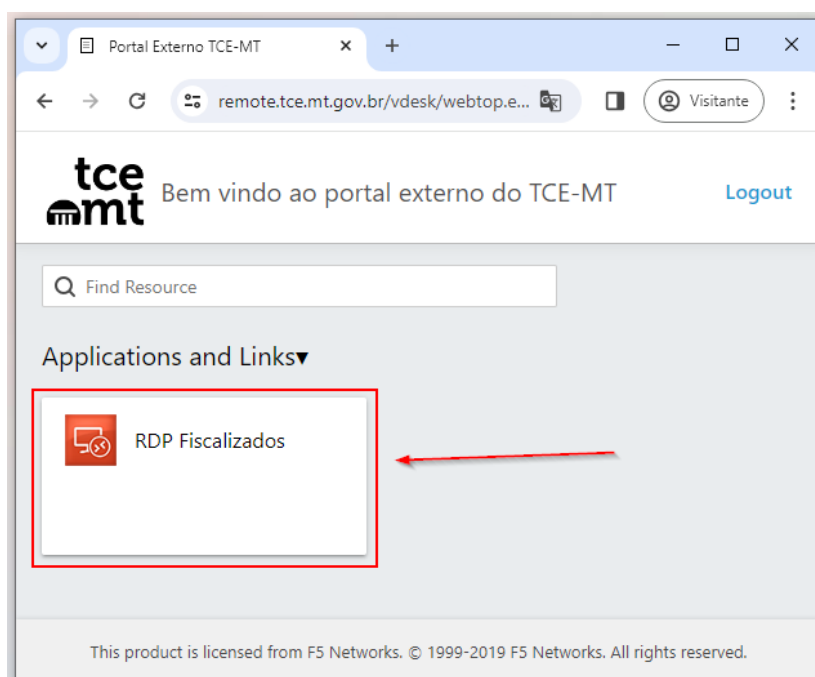 Portal Externo TCE-MT
remote.tce.mt.gov.br/vdesk/webtop.e...
Visitante
tce
mt
Bem vindo ao portal externo do TCE-MT
Logout
Find Resource
Applications and Links▾
RDP Fiscalizados
This product is licensed from F5 Networks. © 1999-2019 F5 Networks. All rights reserved.